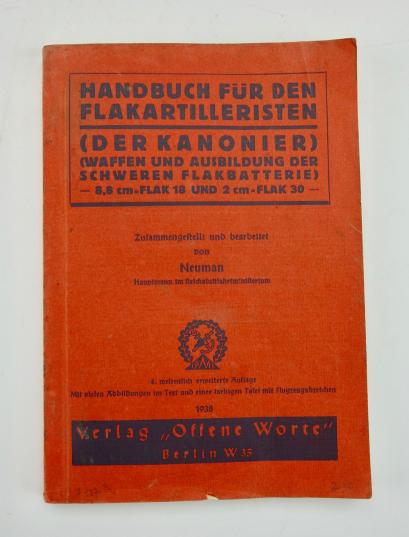 HANDBUCH FÜR DEN
FLAKARTILLERISTEN
(DER KANONIER)
(WAFFEN UND AUSBILDUNG DER
SCHWEREN FLAKBATTERIE)
— 8,8 cm=FLAK 18 UND 2 cm=FLAK 30 —
Zusammengestellt und bearbeitet
von
Neuman
Hauptmann im Reichsluftfahrtministerium
4. wesentlich erweiterte Auflage
Mit vielen Abbildungen im Text und einer farbigen Tafel mit Flugzeugabzeichen
1938
Verlag „Offene Worte"
Berlin W 35